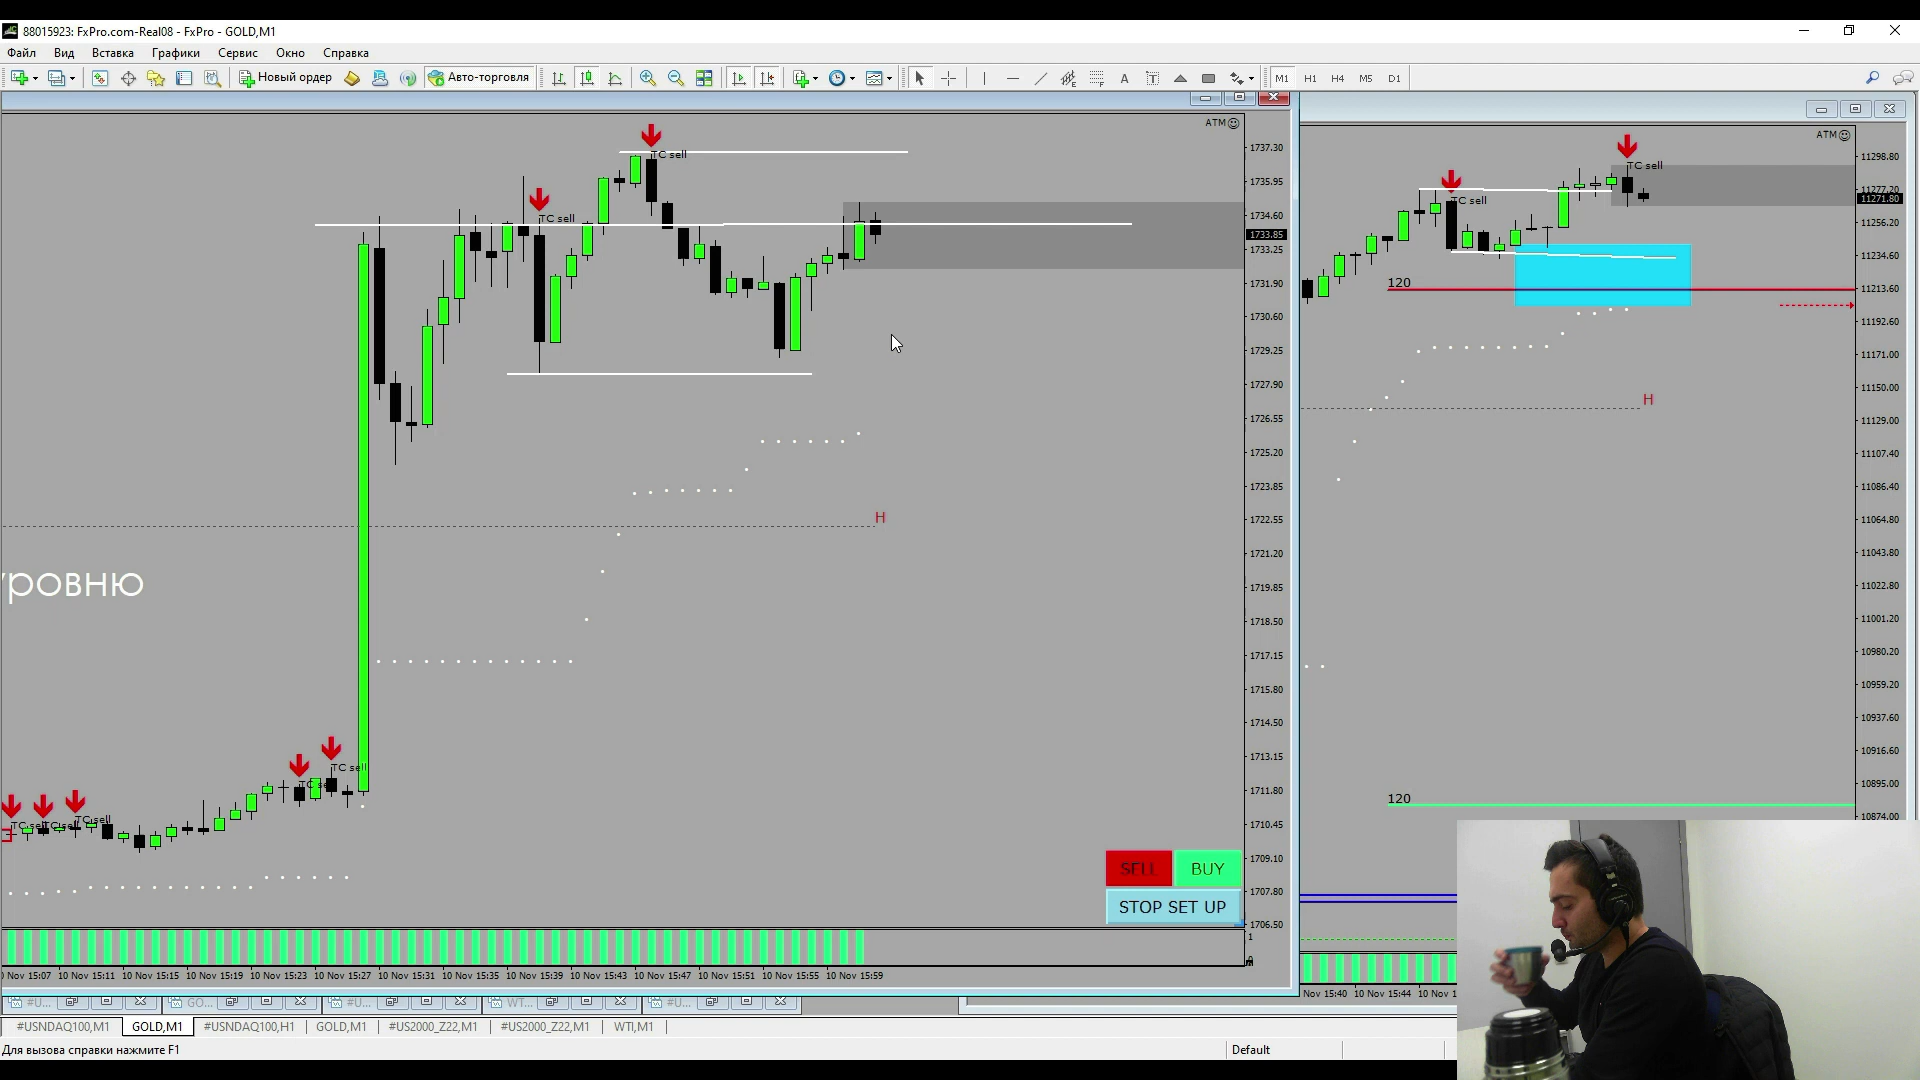 88015923: FxPro.com-Real08 - FxPro - GOLD,M1
Файл Вид Вставка Графики Сервис Окно Справка
Новый ордер Авто-торговля A T M1 H1 H4 M5 D1
ATM
TC sell
TC sell
1737.30
1735.95
1734.60
1733.85
1733.25
1731.90
1730.60
1729.25
1727.90
1726.55
1725.20
1723.85
1722.55
1721.20
1719.85
1718.50
1717.15
1715.80
1714.50
1713.15
1711.80
1710.45
1709.10
1707.80
1706.50
H
уровню
TC sell
TC sell
SELL BUY
STOP SET UP
1
Nov 15:07 10 Nov 15:11 10 Nov 15:15 10 Nov 15:19 10 Nov 15:23 10 Nov 15:27 10 Nov 15:31 10 Nov 15:35 10 Nov 15:39 10 Nov 15:43 10 Nov 15:47 10 Nov 15:51 10 Nov 15:55 10 Nov 15:59
ATM
TC sell
TC sell
120
H
120
11298.80
11277.20
11271.80
11256.20
11234.60
11213.60
11192.60
11171.00
11150.00
11129.00
11107.40
11086.40
11064.80
11043.80
11022.80
11001.20
10980.20
10959.20
10937.60
10916.60
10895.00
10874.00
Nov 15:40 10 Nov 15:44 10 Nov 1
#U... GO... #U... WT... #U...
#USNDAQ100,M1 GOLD,M1 #USNDAQ100,H1 GOLD,M1 #US2000_Z22,M1 #US2000_Z22,M1 WTI,M1
Для вызова справки нажмите F1 Default